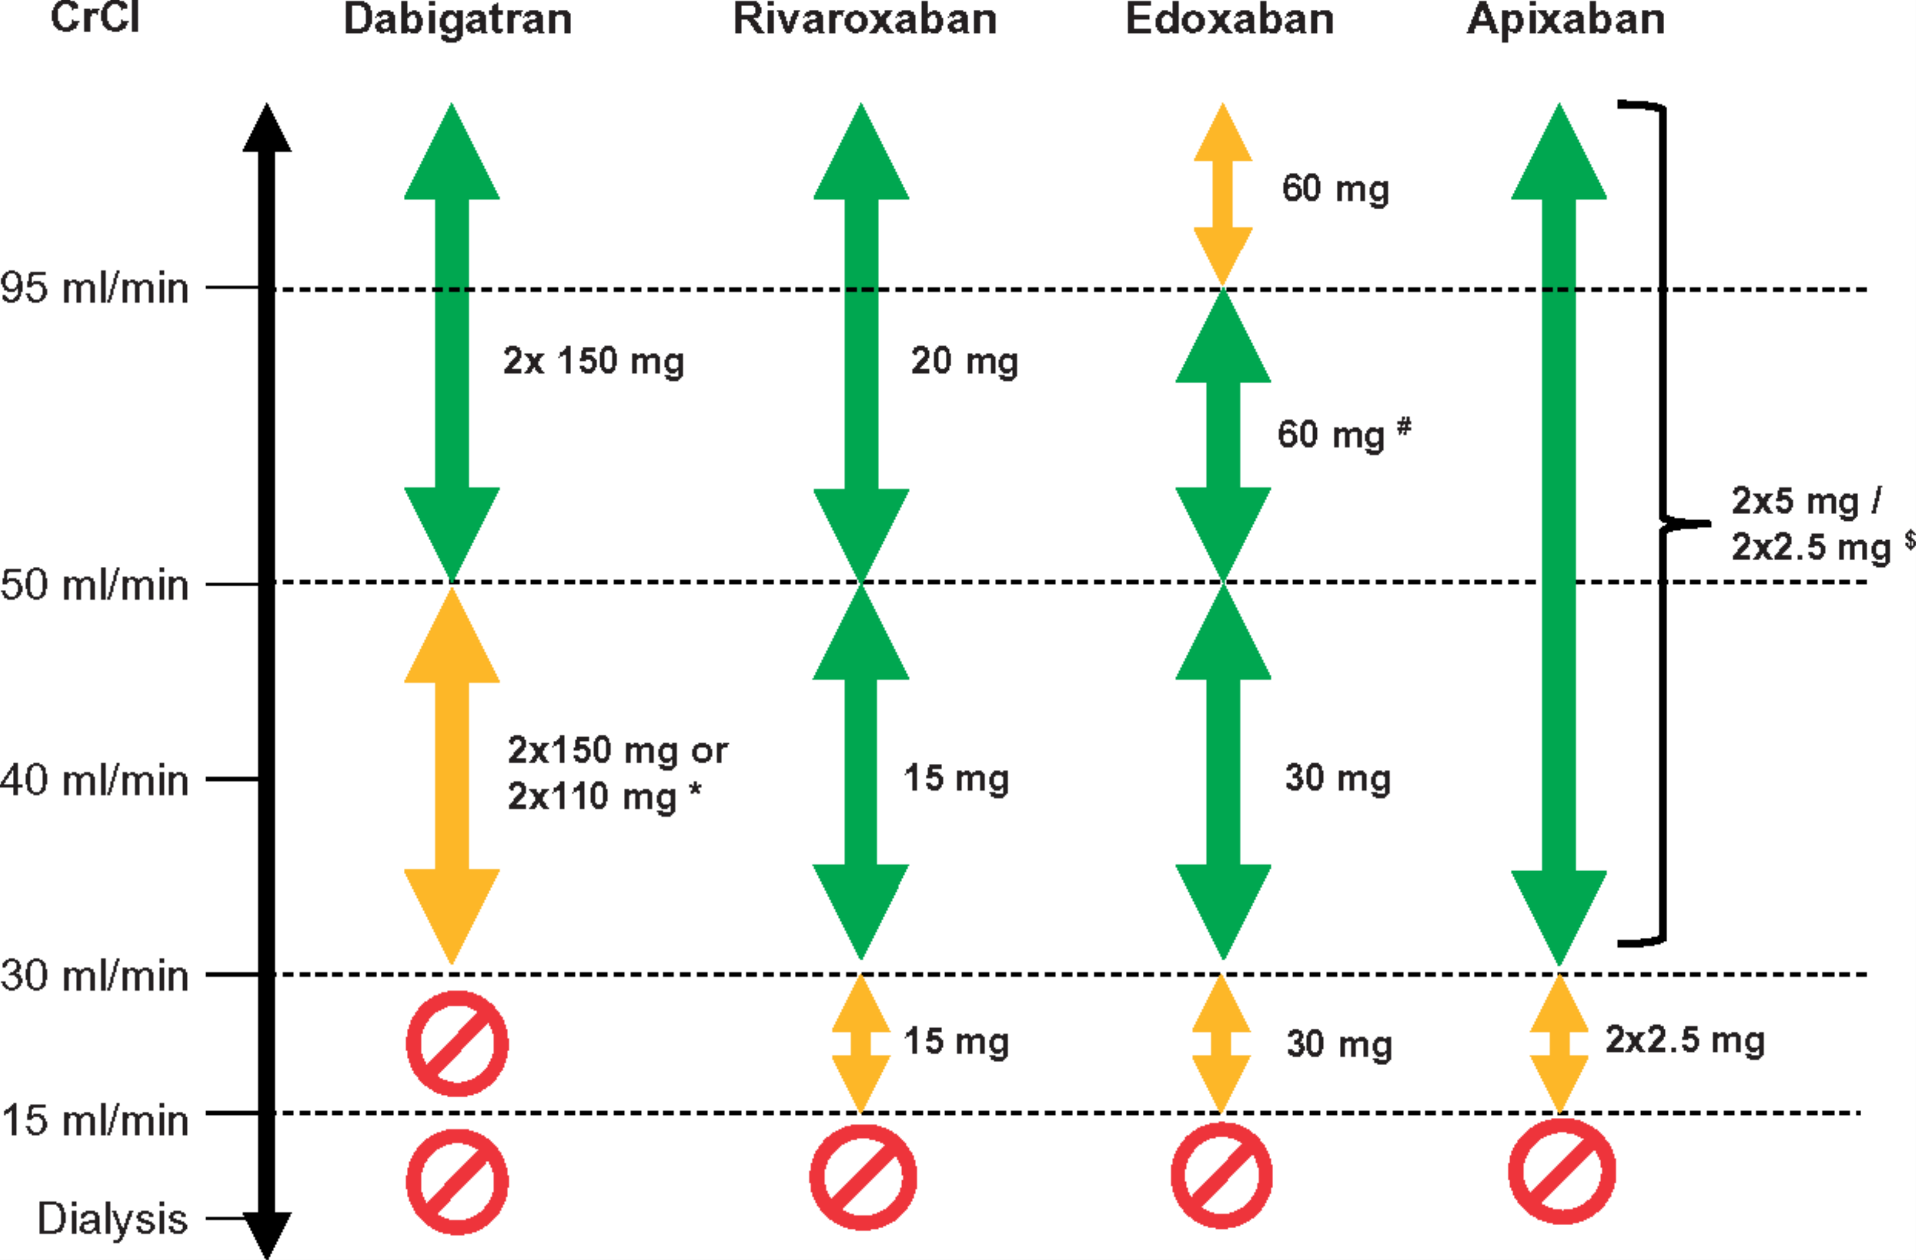 CrCl Dabigatran Rivaroxaban Edoxaban Apixaban
60 mg
95 ml/min
2x 150 mg 20 mg
60 mg #
2x5 mg /
2x2.5 mg $
50 ml/min
2x150 mg or
2x110 mg *
40 ml/min 15 mg 30 mg
30 ml/min
15 mg 30 mg 2x2.5 mg
15 ml/min
Dialysis